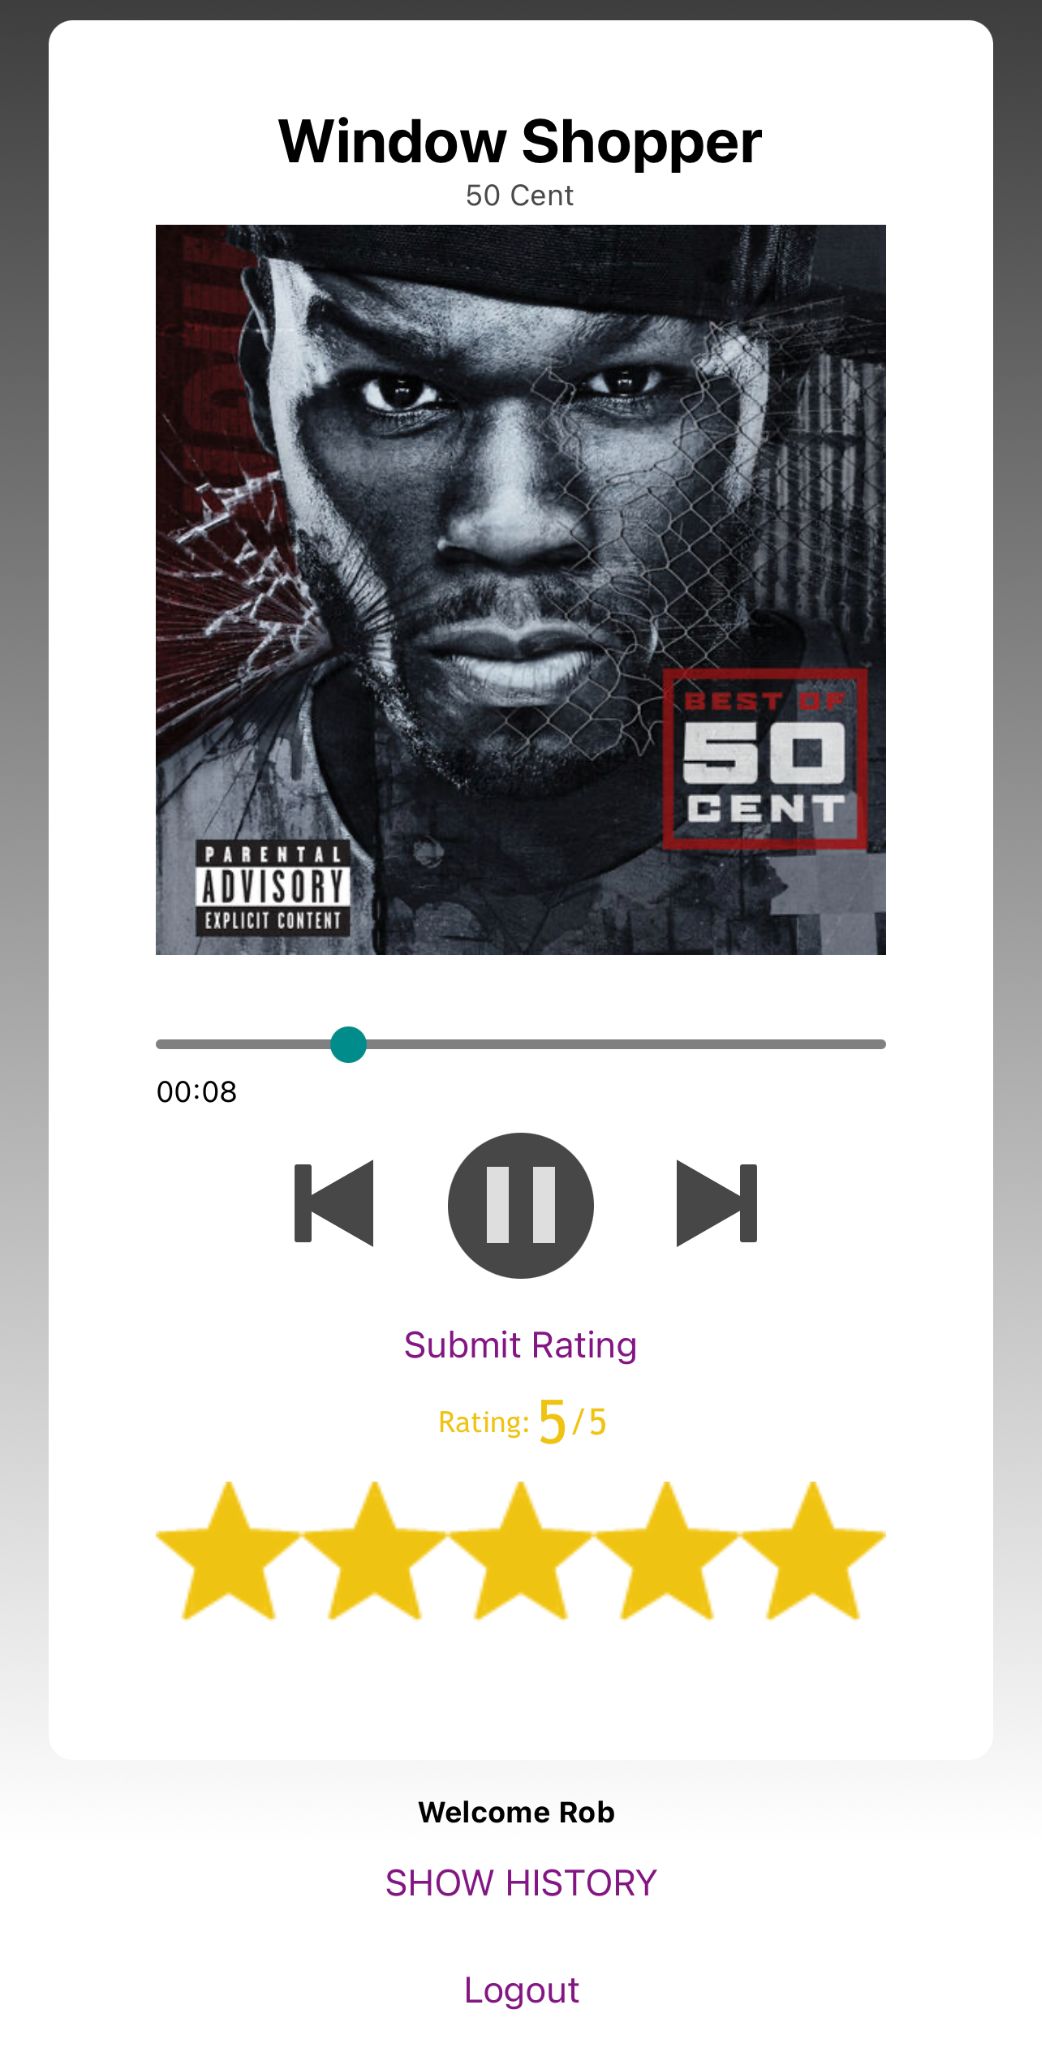 Window Shopper
50 Cent
BEST OF
50
CENT
PARENTAL
ADVISORY
EXPLICIT CONTENT
00:08
Submit Rating
Rating: 5/5
Welcome Rob
SHOW HISTORY
Logout